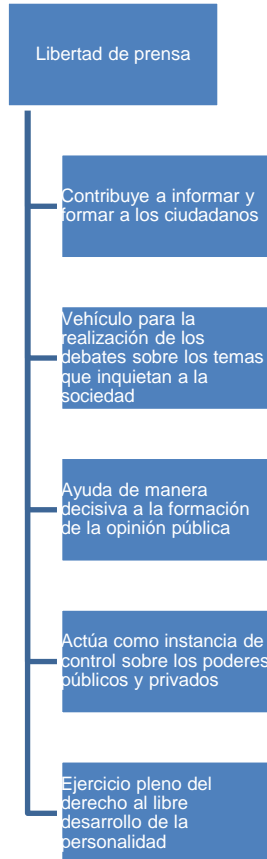 Libertad de prensa
Contribuye a informar y
formar a los ciudadanos
Vehículo para la
realización de los
debates sobre los temas
que inquietan a la
sociedad
Ayuda de manera
decisiva a la formación
de la opinión pública
Actúa como instancia de
control sobre los poderes
públicos y privados
Ejercicio pleno del
derecho al libre
desarrollo de la
personalidad